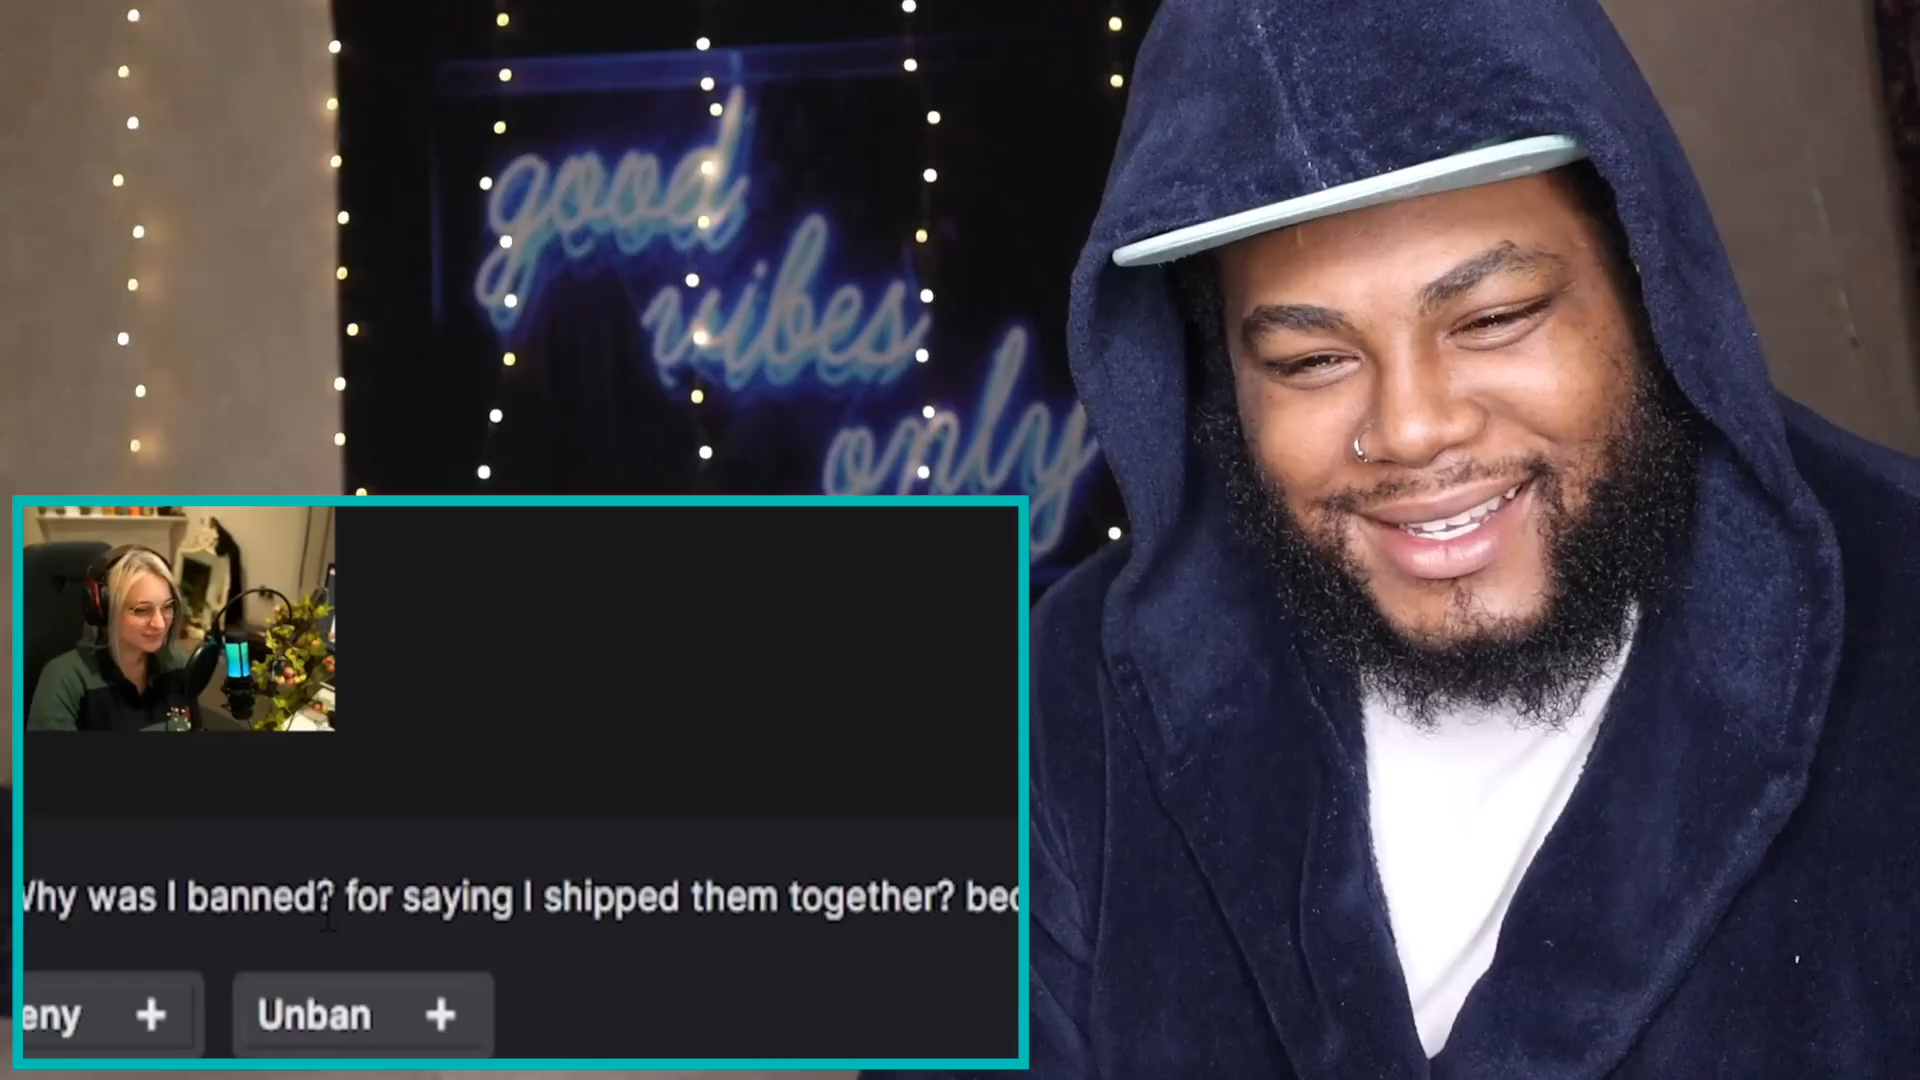 good
vibes
only
Why was I banned? for saying I shipped them together? bec
eny +
Unban +